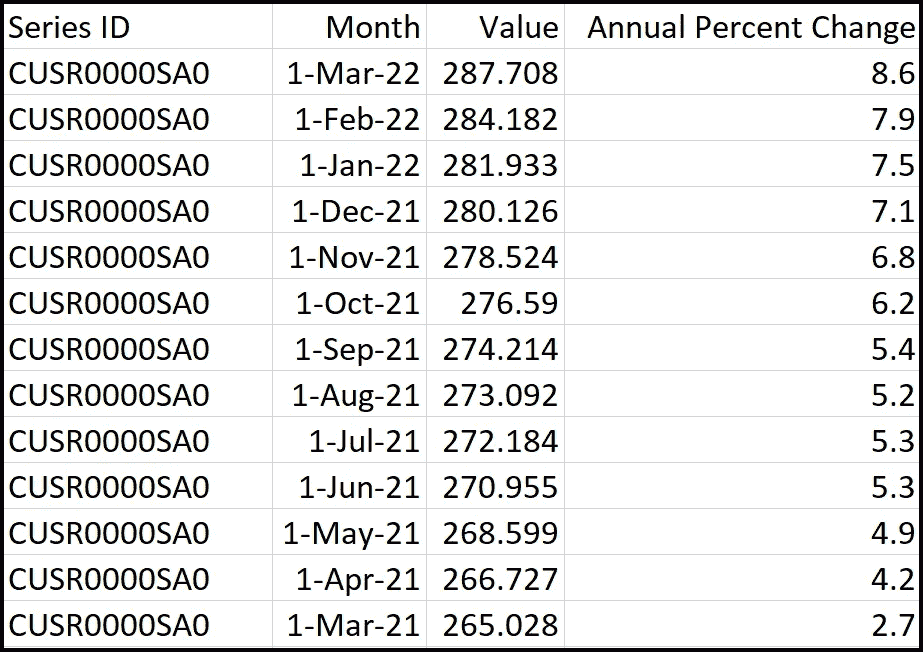 Series ID Month Value Annual Percent Change
CUSR0000SA0 1-Mar-22 287.708 8.6
CUSR0000SA0 1-Feb-22 284.182 7.9
CUSR0000SA0 1-Jan-22 281.933 7.5
CUSR0000SA0 1-Dec-21 280.126 7.1
CUSR0000SA0 1-Nov-21 278.524 6.8
CUSR0000SA0 1-Oct-21 276.59 6.2
CUSR0000SA0 1-Sep-21 274.214 5.4
CUSR0000SA0 1-Aug-21 273.092 5.2
CUSR0000SA0 1-Jul-21 272.184 5.3
CUSR0000SA0 1-Jun-21 270.955 5.3
CUSR0000SA0 1-May-21 268.599 4.9
CUSR0000SA0 1-Apr-21 266.727 4.2
CUSR0000SA0 1-Mar-21 265.028 2.7